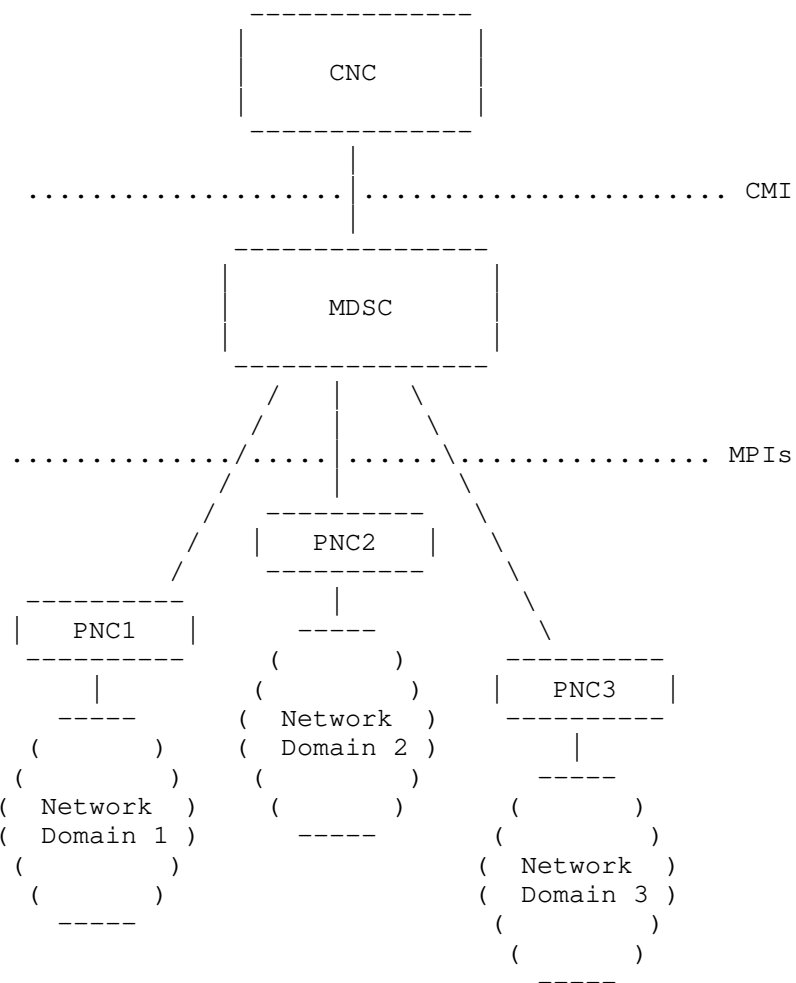 CNC
CMI
MDSC
MPIs
PNC2
PNC1
PNC3
Network
Domain 2
Network
Domain 1
Network
Domain 3